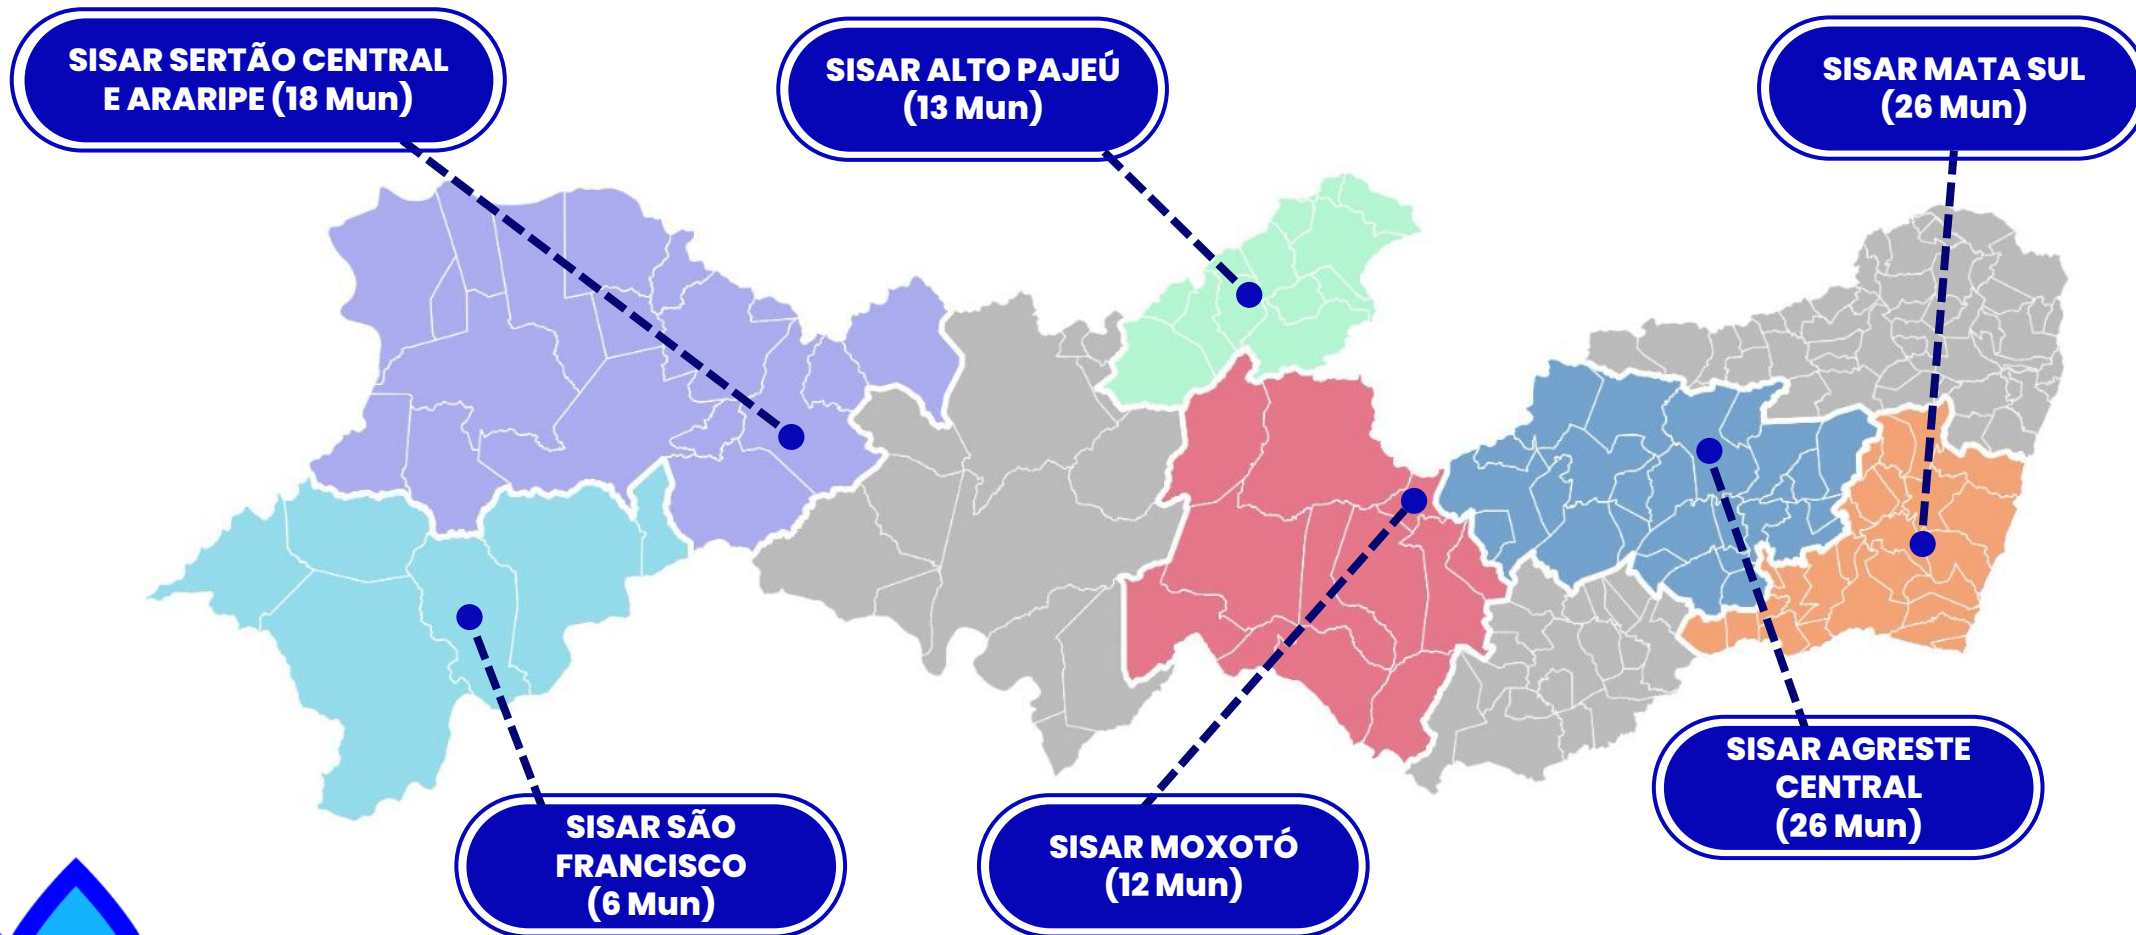 SISAR SERTÃO CENTRAL
E ARARIPE (18 Mun)
SISAR ALTO PAJEÚ
(13 Mun)
SISAR MATA SUL
(26 Mun)
SISAR SÃO
FRANCISCO
(6 Mun)
SISAR MOXOTÓ
(12 Mun)
SISAR AGRESTE
CENTRAL
(26 Mun)